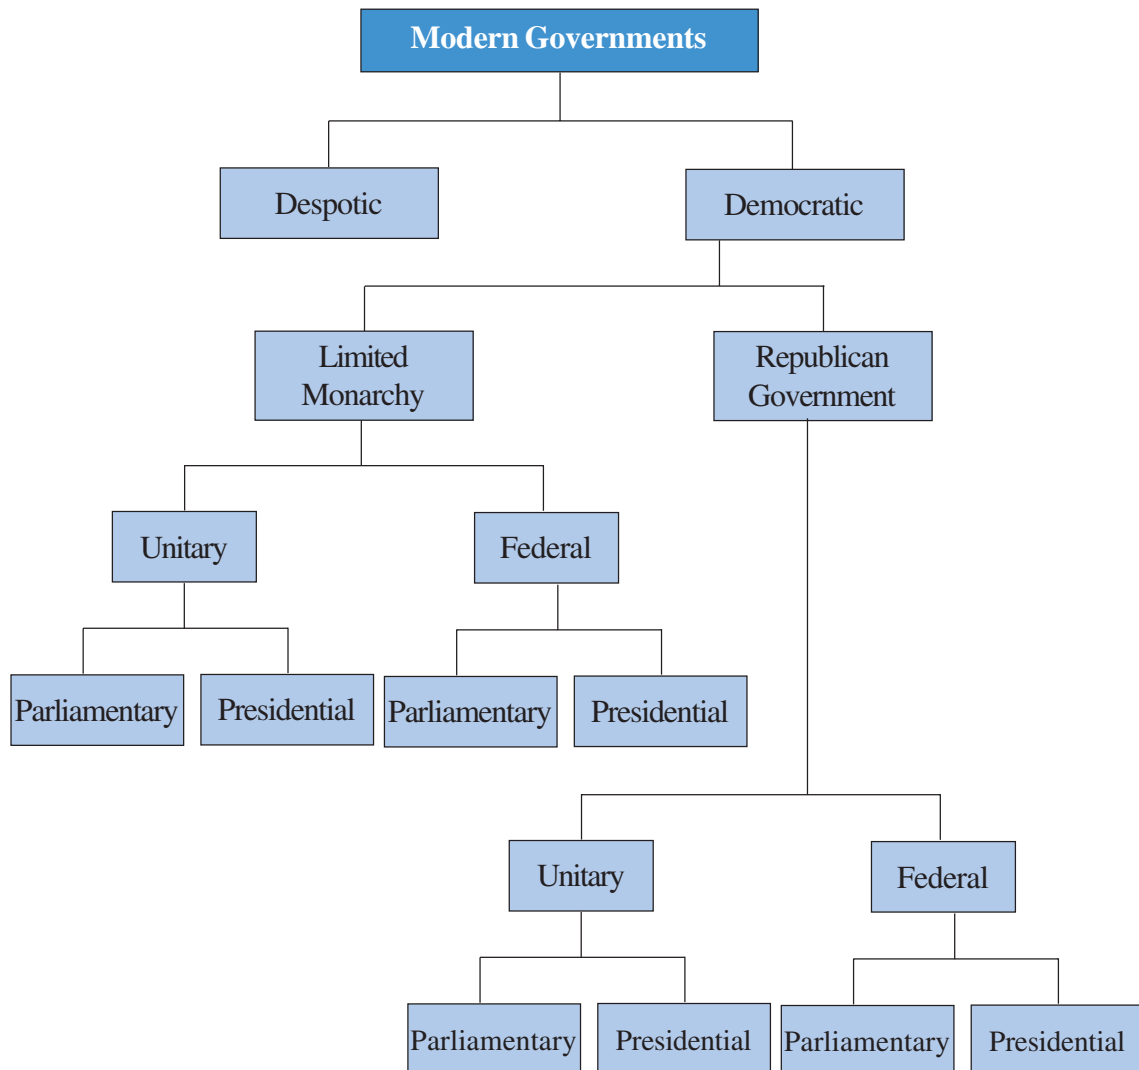 Modern Governments
Despotic
Democratic
Limited
Monarchy
Republican
Government
Unitary
Federal
Parliamentary
Presidential
Parliamentary
Presidential
Unitary
Federal
Parliamentary
Presidential
Parliamentary
Presidential